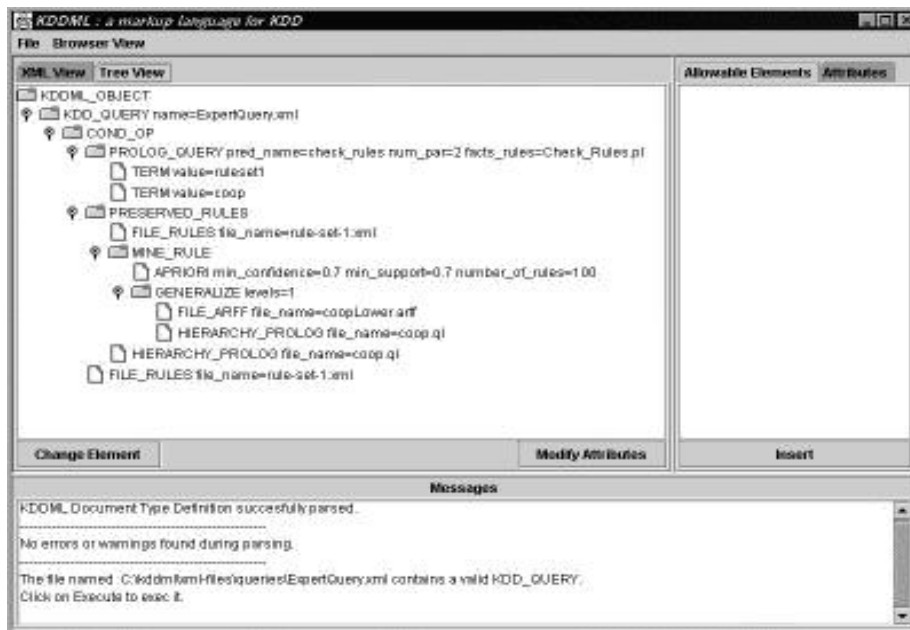 KDDML : a markup language for KDD
File Browser View
XML View Tree View
Allowable Elements Attributes
KDDML_OBJECT
KDD_QUERY name=ExpertQuery.xml
COND_OP
PROLOG_QUERY pred_name=check_rules num_par=2 facts_rules=Check_Rules.pl
TERM value=ruleset1
TERM value=coop
PRESERVED_RULES
FILE_RULES file_name=rule-set-1.xml
MINE_RULE
APRIORI min_confidence=0.7 min_support=0.7 number_of_rules=100
GENERALIZE levels=1
FILE_ARFF file_name=coopLower.arff
HIERARCHY_PROLOG file_name=coop.ql
HIERARCHY_PROLOG file_name=coop.ql
FILE_RULES file_name=rule-set-1.xml
Change Element Modify Attributes Insert
Messages
KDDML Document Type Definition succesfully parsed.
----------------------------------------------------
No errors or warnings found during parsing.
----------------------------------------------------
The file named C:\kddml\xml-files\queries\ExpertQuery.xml contains a valid KDD_QUERY.
Click on Execute to exec it.